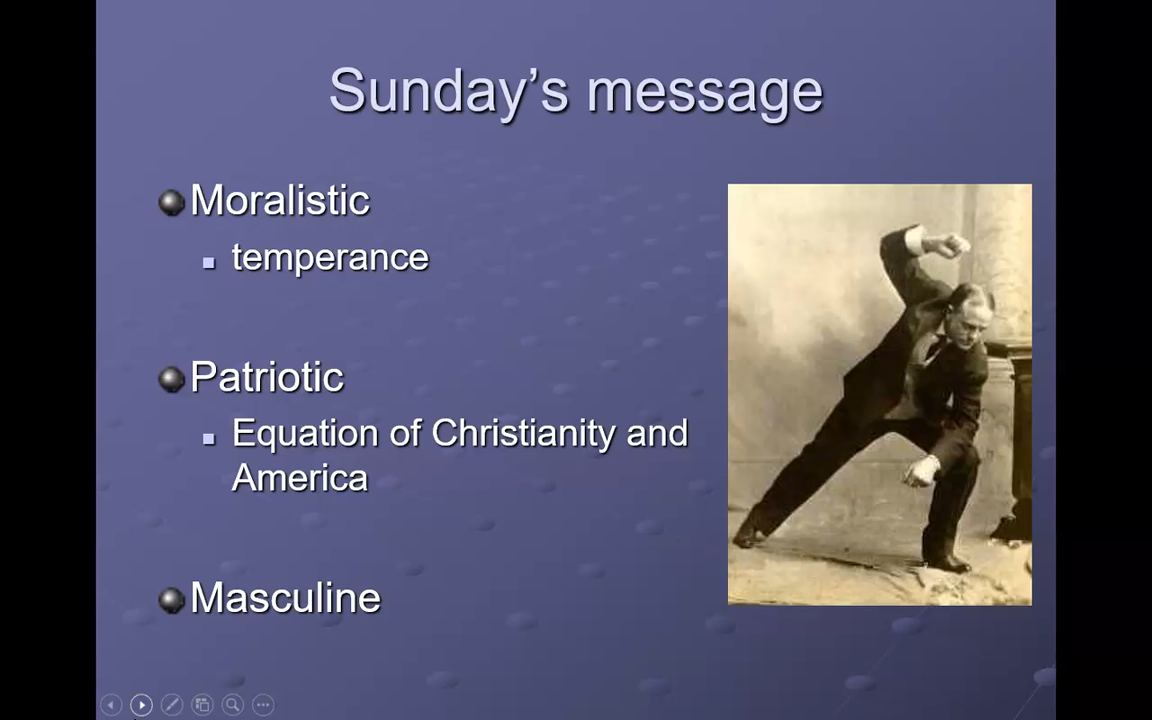 Sunday’s message
Moralistic
temperance
Patriotic
Equation of Christianity and
America
Masculine